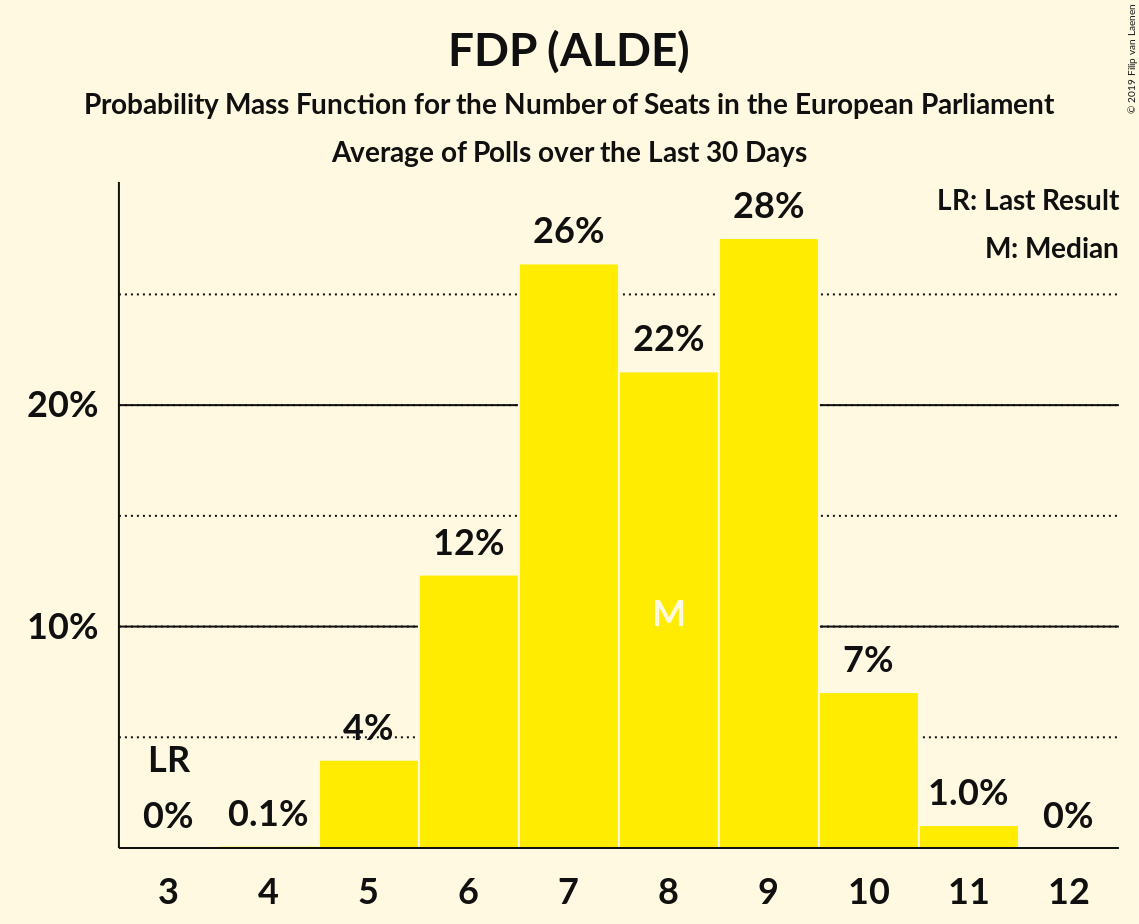 FDP (ALDE)
Probability Mass Function for the Number of Seats in the European Parliament
Average of Polls over the Last 30 Days
© 2019 Filip van Laenen
LR: Last Result
M: Median
28%
26%
22%
20%
12%
M
10%
7%
4%
LR
1.0%
0%
0.1%
0%
3 4 5 6 7 8 9 10 11 12